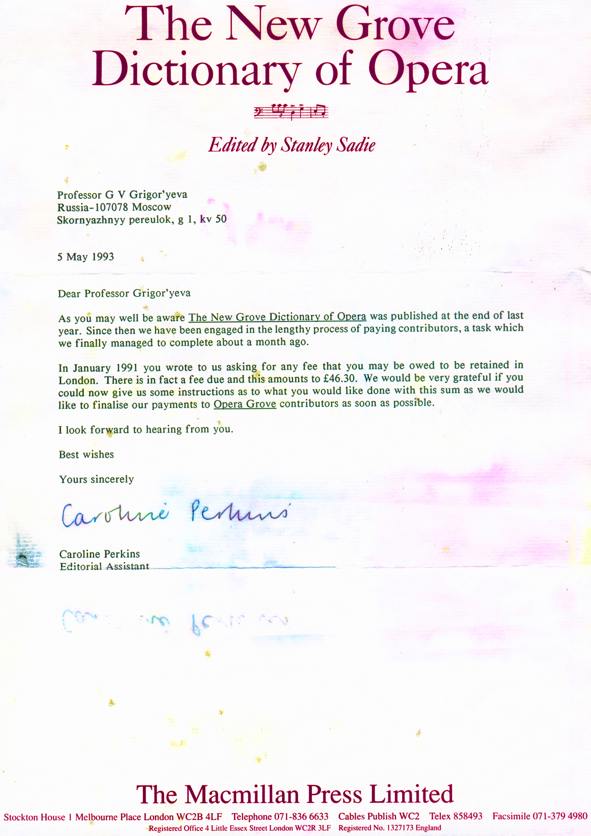 The New Grove
Dictionary of Opera
Edited by Stanley Sadie
Professor G V Grigor'yeva
Russia-107078 Moscow
Skornyazhnyy pereulok, g 1, kv 50
5 May 1993
Dear Professor Grigor'yeva
As you may well be aware The New Grove Dictionary of Opera was published at the end of last
year. Since then we have been engaged in the lengthy process of paying contributors, a task which
we finally managed to complete about a month ago.
In January 1991 you wrote to us asking for any fee that you may be owed to be retained in
London. There is in fact a fee due and this amounts to £46.30. We would be very grateful if you
could now give us some instructions as to what you would like done with this sum as we would
like to finalise our payments to Opera Grove contributors as soon as possible.
I look forward to hearing from you.
Best wishes
Yours sincerely
Caroline Perkins
Caroline Perkins
Editorial Assistant
The Macmillan Press Limited
Stockton House 1 Melbourne Place London WC2B 4LF Telephone 071-836 6633 Cables Publish WC2 Telex 858493 Facsimile 071-379 4980
Registered Office 4 Little Essex Street London WC2R 3LF Registered No. 1327173 England